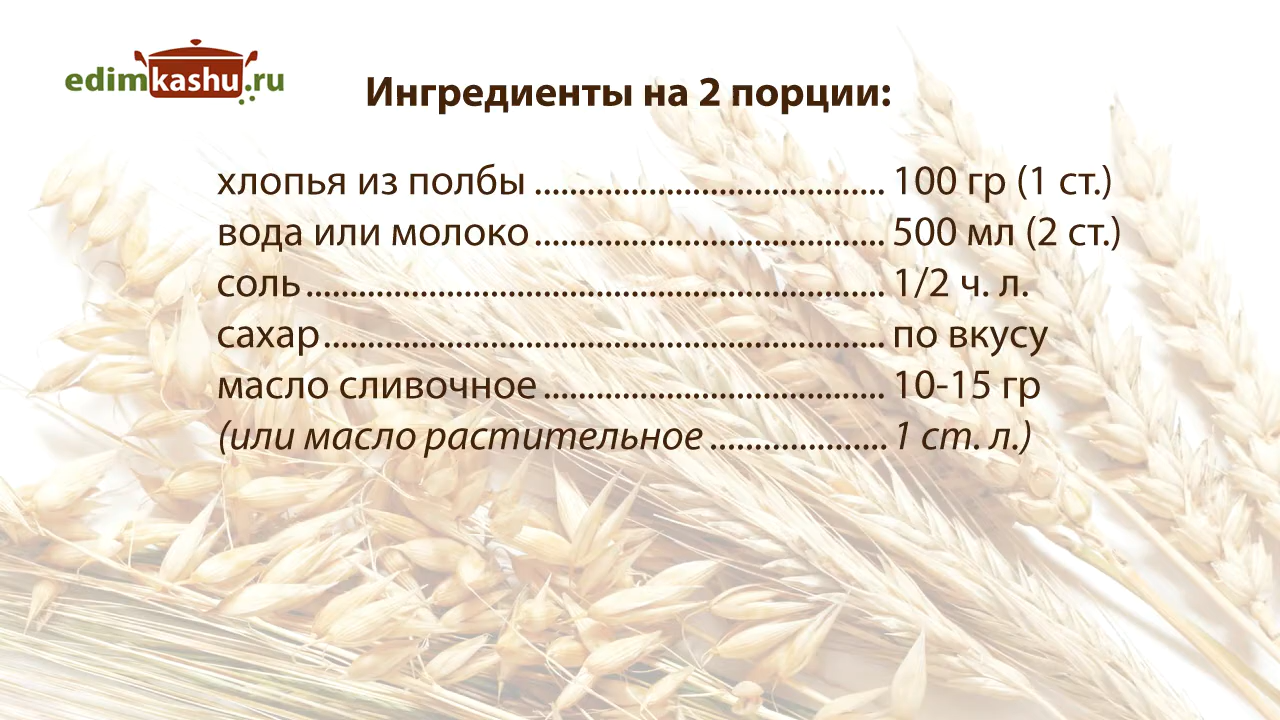 edimkashu.ru
Ингредиенты на 2 порции:
хлопья из полбы ........................................ 100 гр (1 ст.)
вода или молоко ........................................ 500 мл (2 ст.)
соль .................................................................. 1/2 ч. л.
сахар ................................................................ по вкусу
масло сливочное ....................................... 10-15 гр
(или масло растительное .................... 1 ст. л.)